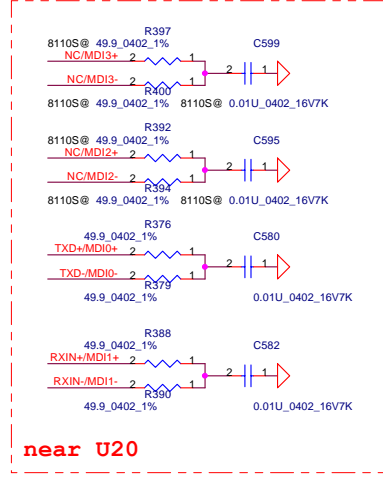 R397 C599
8110S@ 49.9_0402_1%
NC/MDI3+ 2 1
2 1
NC/MDI3- 2 1
R400
8110S@ 49.9_0402_1% 8110S@ 0.01U_0402_16V7K
R392 C595
8110S@ 49.9_0402_1%
NC/MDI2+ 2 1
2 1
NC/MDI2- 2 1
R394
8110S@ 49.9_0402_1% 8110S@ 0.01U_0402_16V7K
R376 C580
49.9_0402_1%
TXD+/MDI0+ 2 1
2 1
TXD-/MDI0- 2 1
R379
49.9_0402_1% 0.01U_0402_16V7K
R388 C582
49.9_0402_1%
RXIN+/MDI1+ 2 1
2 1
RXIN-/MDI1- 2 1
R390
49.9_0402_1% 0.01U_0402_16V7K
near U20